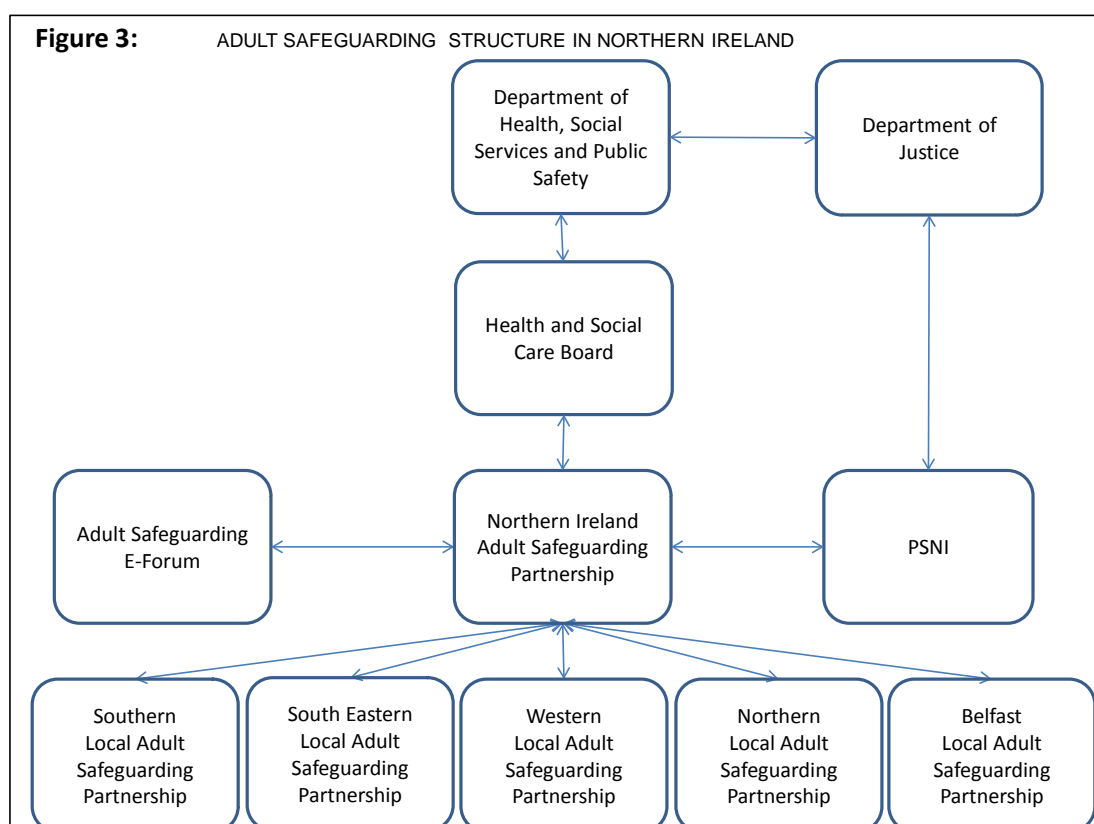 Figure 3: ADULT SAFEGUARDING STRUCTURE IN NORTHERN IRELAND
Department of
Health, Social
Services and Public
Safety
Department of
Justice
Health and Social
Care Board
Adult Safeguarding
E-Forum
Northern Ireland
Adult Safeguarding
Partnership
PSNI
Southern
Local Adult
Safeguarding
Partnership
South Eastern
Local Adult
Safeguarding
Partnership
Western
Local Adult
Safeguarding
Partnership
Northern
Local Adult
Safeguarding
Partnership
Belfast
Local Adult
Safeguarding
Partnership